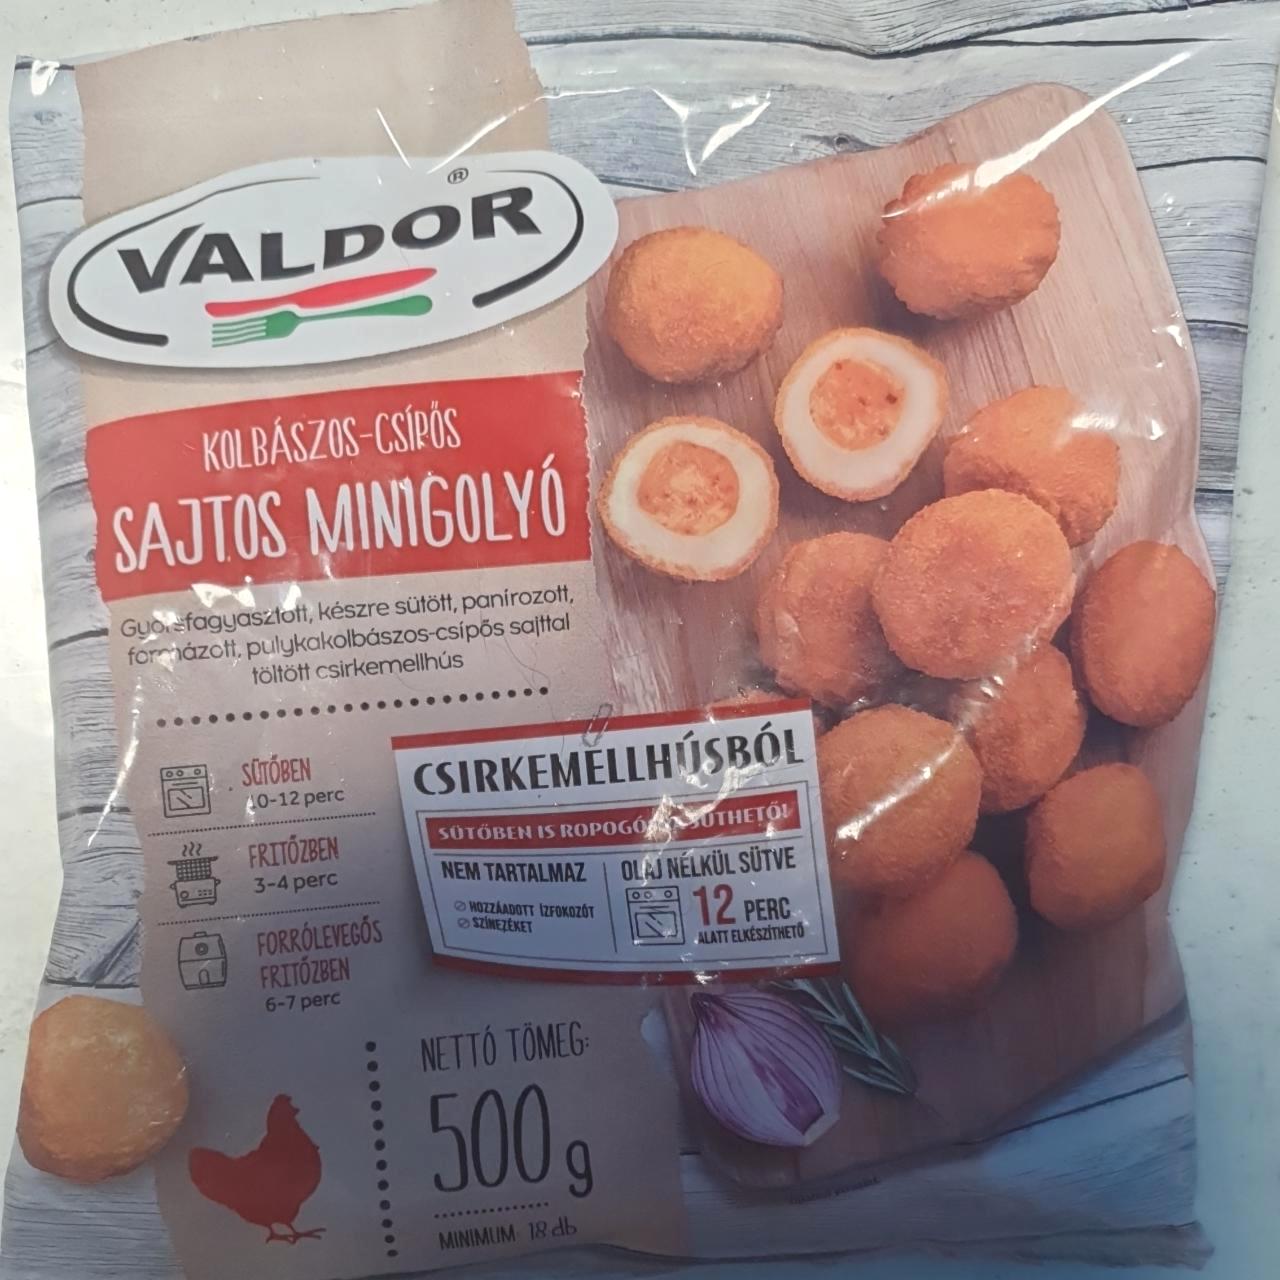 VALDOR®
KOLBÁSZOS-CSÍPŐS
SAJTOS MINIGOLYÓ
Gyorsfagyasztott, készre sütött, panírozott,
formázott, pulykakolbászos-csípős sajttal
töltött csirkemellhús
SÜTŐBEN
10-12 perc
FRITŐZBEN
3-4 perc
FORRÓLEVEGŐS
FRITŐZBEN
6-7 perc
CSIRKEMELLHÚSBÓL
SÜTŐBEN IS ROPOGÓSRA SÜTHETŐ!
NEM TARTALMAZ
HOZZÁADOTT ÍZFOKOZÓT
SZÍNEZÉKET
OLAJ NÉLKÜL SÜTVE
12 PERC
ALATT ELKÉSZÍTHETŐ
NETTÓ TÖMEG:
500 g
MINIMUM 18 db